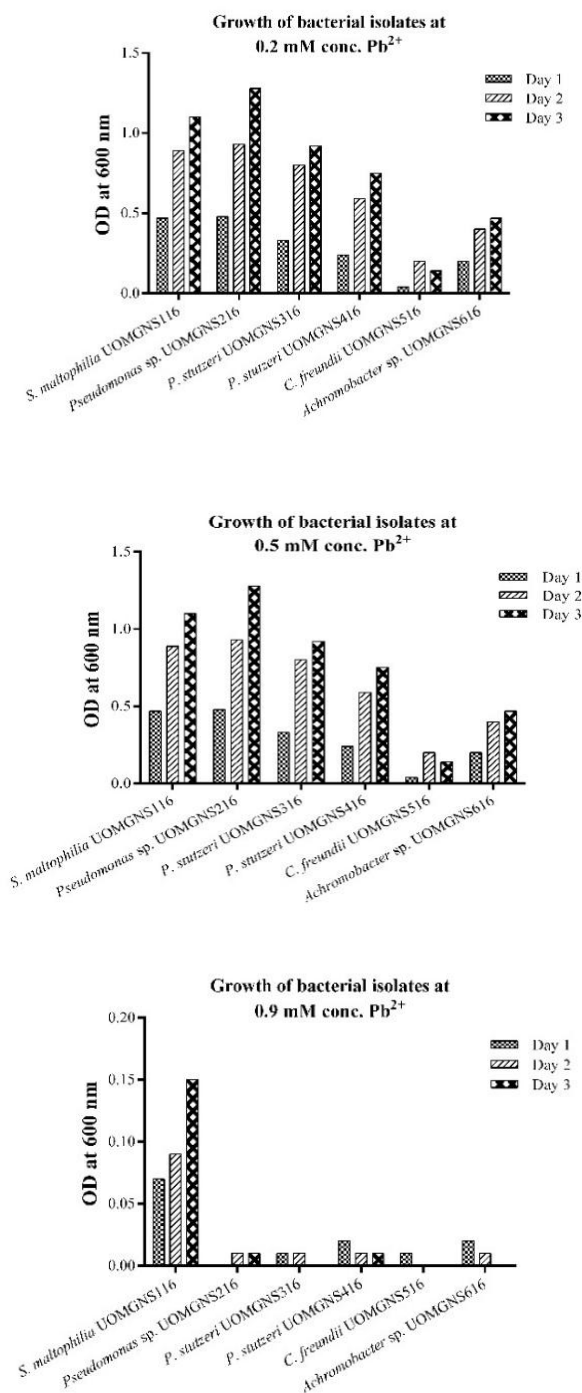 Growth of bacterial isolates at
0.2 mM conc. Pb²⁺
Day 1
Day 2
Day 3
OD at 600 nm
1.5
1.0
0.5
0.0
S. maltophilia UOMGNS116
Pseudomonas sp. UOMGNS216
P. stutzeri UOMGNS316
P. stutzeri UOMGNS416
C. freundii UOMGNS516
Achromobacter sp. UOMGNS616
Growth of bacterial isolates at
0.5 mM conc. Pb²⁺
Day 1
Day 2
Day 3
OD at 600 nm
1.5
1.0
0.5
0.0
S. maltophilia UOMGNS116
Pseudomonas sp. UOMGNS216
P. stutzeri UOMGNS316
P. stutzeri UOMGNS416
C. freundii UOMGNS516
Achromobacter sp. UOMGNS616
Growth of bacterial isolates at
0.9 mM conc. Pb²⁺
Day 1
Day 2
Day 3
OD at 600 nm
0.20
0.15
0.10
0.05
0.00
S. maltophilia UOMGNS116
Pseudomonas sp. UOMGNS216
P. stutzeri UOMGNS316
P. stutzeri UOMGNS416
C. freundii UOMGNS516
Achromobacter sp. UOMGNS616